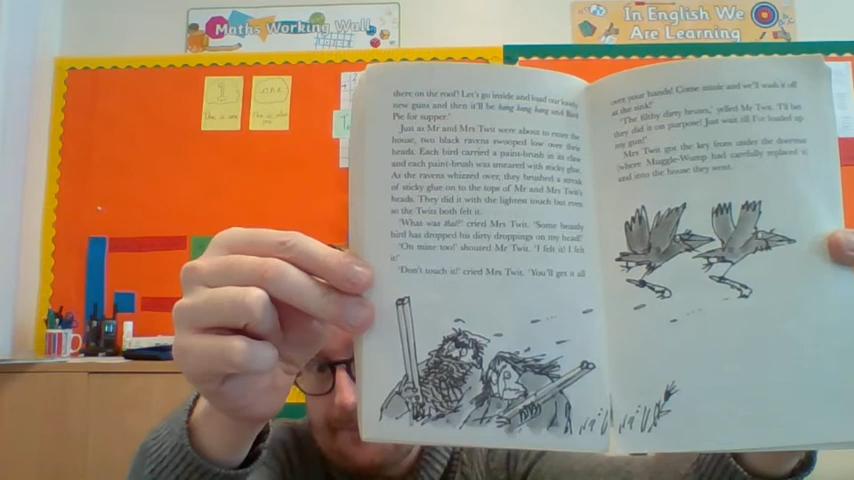 Maths Working Wall
In English We
Are Learning
there on the roof! Let's go inside and load our lovely
new guns and then it'll be bang bang bang and Bird
Pie for supper.'
Just as Mr and Mrs Twit were about to enter the
house, two black ravens swooped low over their
heads. Each bird carried a paint-brush in its claw
and each paint-brush was smeared with sticky glue.
As the ravens whizzed over, they brushed a streak
of sticky glue on to the tops of Mr and Mrs Twit's
heads. They did it with the lightest touch but even
so the Twits both felt it.
'What was that?' cried Mrs Twit. 'Some beastly
bird has dropped his dirty droppings on my head!'
'On mine too!' shouted Mr Twit. 'I felt it! I felt
it!'
'Don't touch it!' cried Mrs Twit. 'You'll get it all
over your hands! Come inside and we'll wash it off
at the sink!'
'The filthy dirty brutes,' yelled Mr Twit. 'I'll bet
they did it on purpose! Just wait till I've loaded up
my gun!'
Mrs Twit got the key from under the doormat
(where Muggle-Wump had carefully replaced it)
and into the house they went.